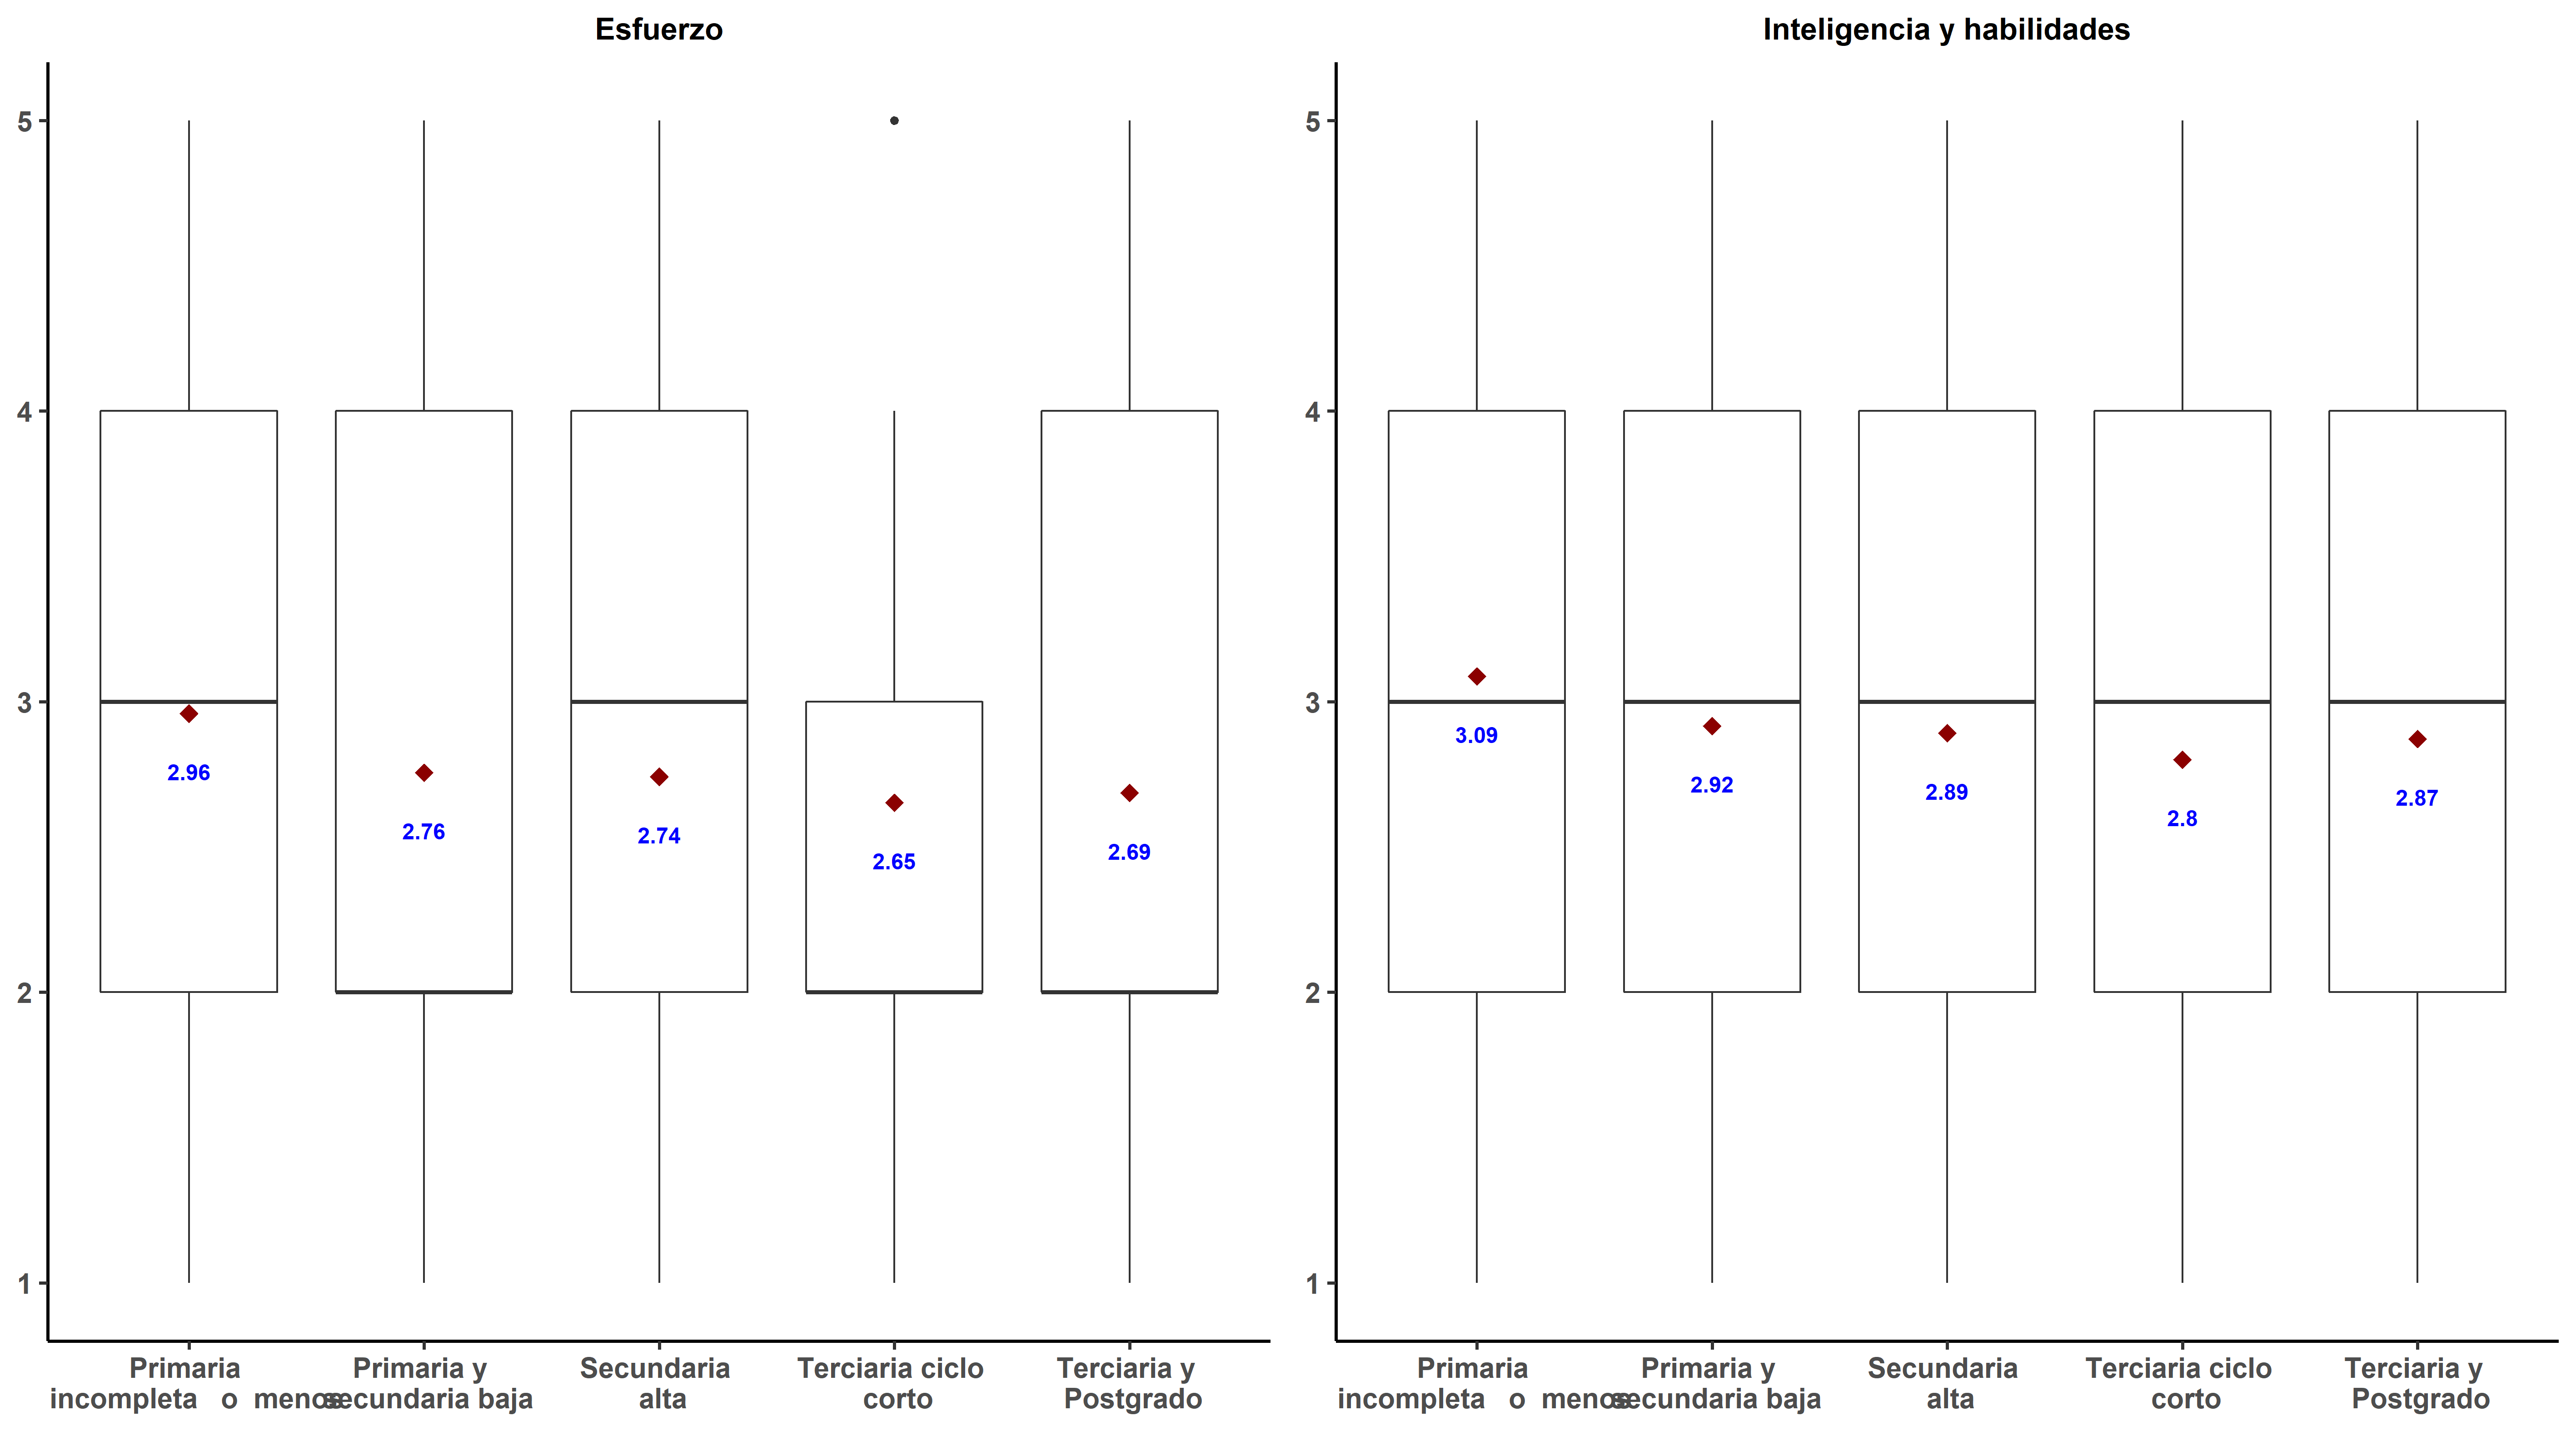 Esfuerzo
5
4
3
2
1
2.96
2.76
2.74
2.65
2.69
Primaria
incompleta o menos
Primaria y
secundaria baja
Secundaria
alta
Terciaria ciclo
corto
Terciaria y
Postgrado
Inteligencia y habilidades
5
4
3
2
1
3.09
2.92
2.89
2.8
2.87
Primaria
incompleta o menos
Primaria y
secundaria baja
Secundaria
alta
Terciaria ciclo
corto
Terciaria y
Postgrado